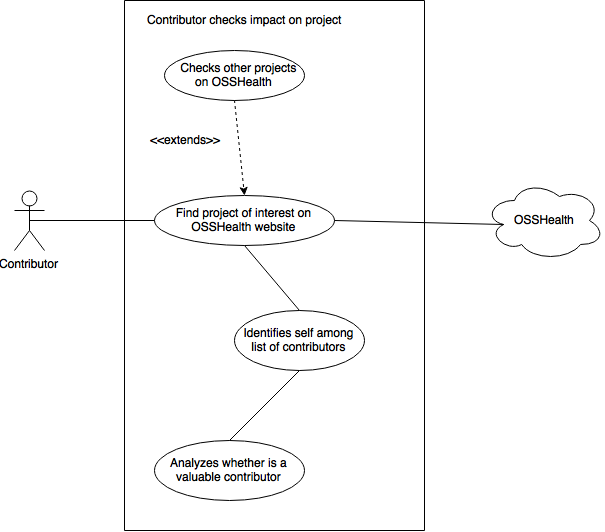 Contributor checks impact on project
Checks other projects
on OSSHealth
<<extends>>
Find project of interest on
OSSHealth website
OSSHealth
Contributor
Identifies self among
list of contributors
Analyzes whether is a
valuable contributor